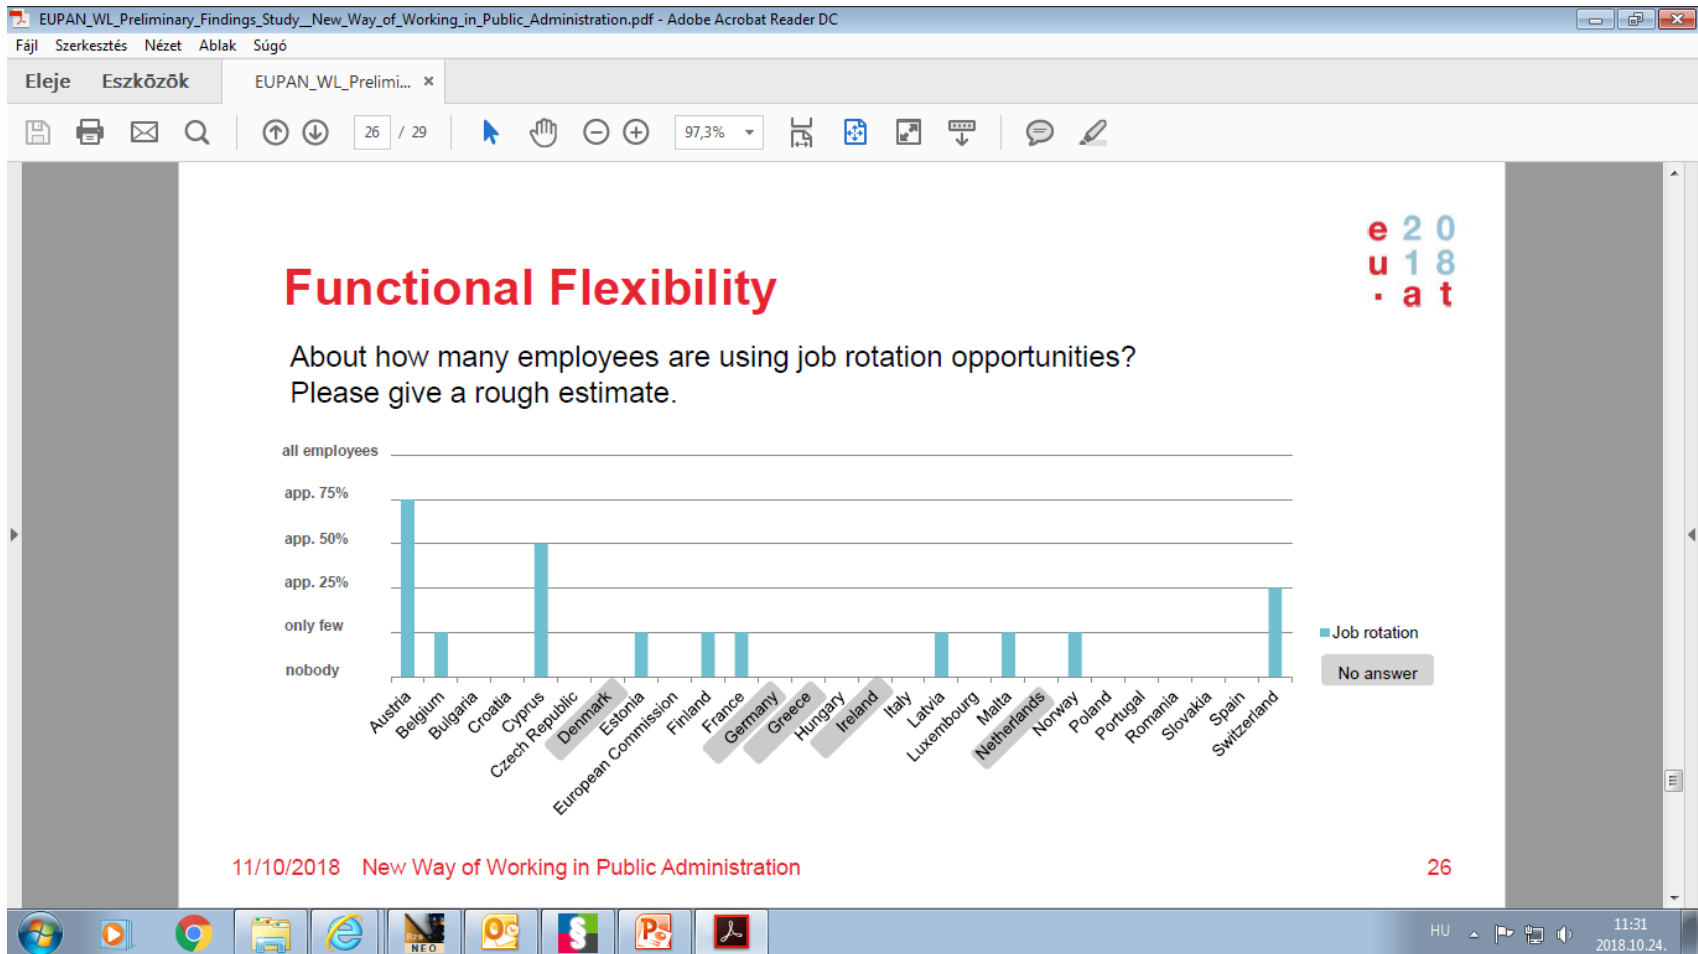 EUPAN_WL_Preliminary_Findings_Study__New_Way_of_Working_in_Public_Administration.pdf - Adobe Acrobat Reader DC
Fájl Szerkesztés Nézet Ablak Súgó
Eleje Eszközök EUPAN_WL_Prelimi... ×
26 / 29 97,3%
e 2 0
u 1 8
. a t
Functional Flexibility
About how many employees are using job rotation opportunities?
Please give a rough estimate.
all employees
app. 75%
app. 50%
app. 25%
only few
nobody
Job rotation
No answer
Austria
Belgium
Bulgaria
Croatia
Cyprus
Czech Republic
Denmark
Estonia
European Commission
Finland
France
Germany
Greece
Hungary
Ireland
Italy
Latvia
Luxembourg
Malta
Netherlands
Norway
Poland
Portugal
Romania
Slovakia
Spain
Switzerland
11/10/2018 New Way of Working in Public Administration 26
NEO
HU
11:31
2018.10.24.